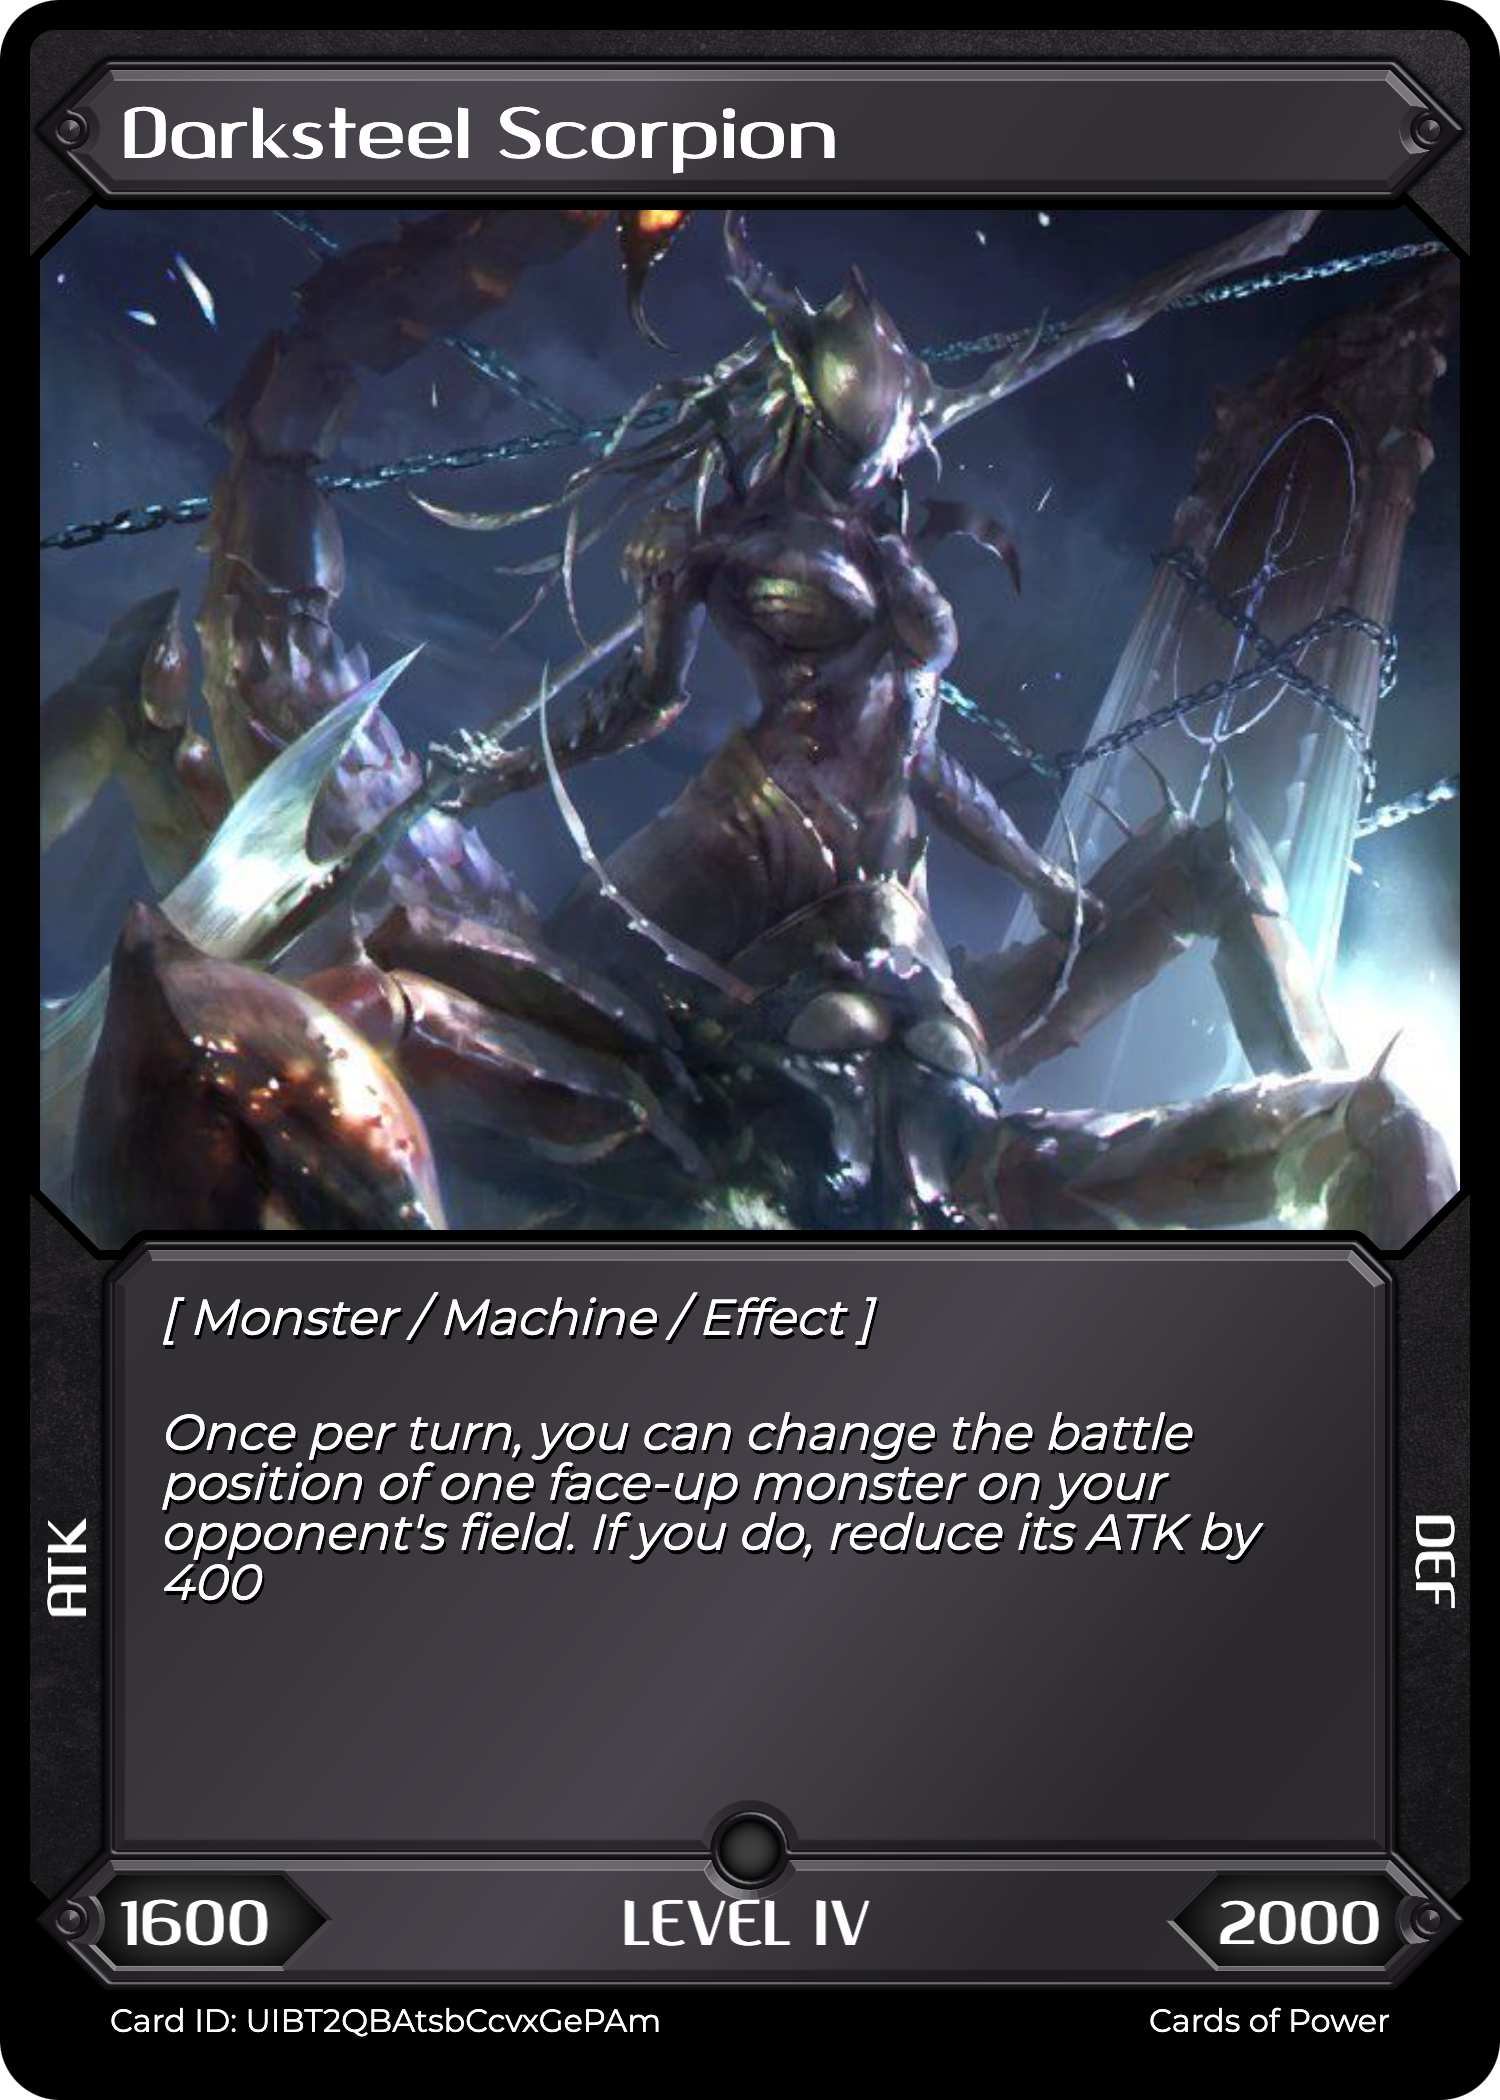 Darksteel Scorpion
[ Monster / Machine / Effect ]
Once per turn, you can change the battle
position of one face-up monster on your
opponent's field. If you do, reduce its ATK by
400
ATK
DEF
1600
LEVEL IV
2000
Card ID: UIBT2QBAtsbCcvxGePAm
Cards of Power